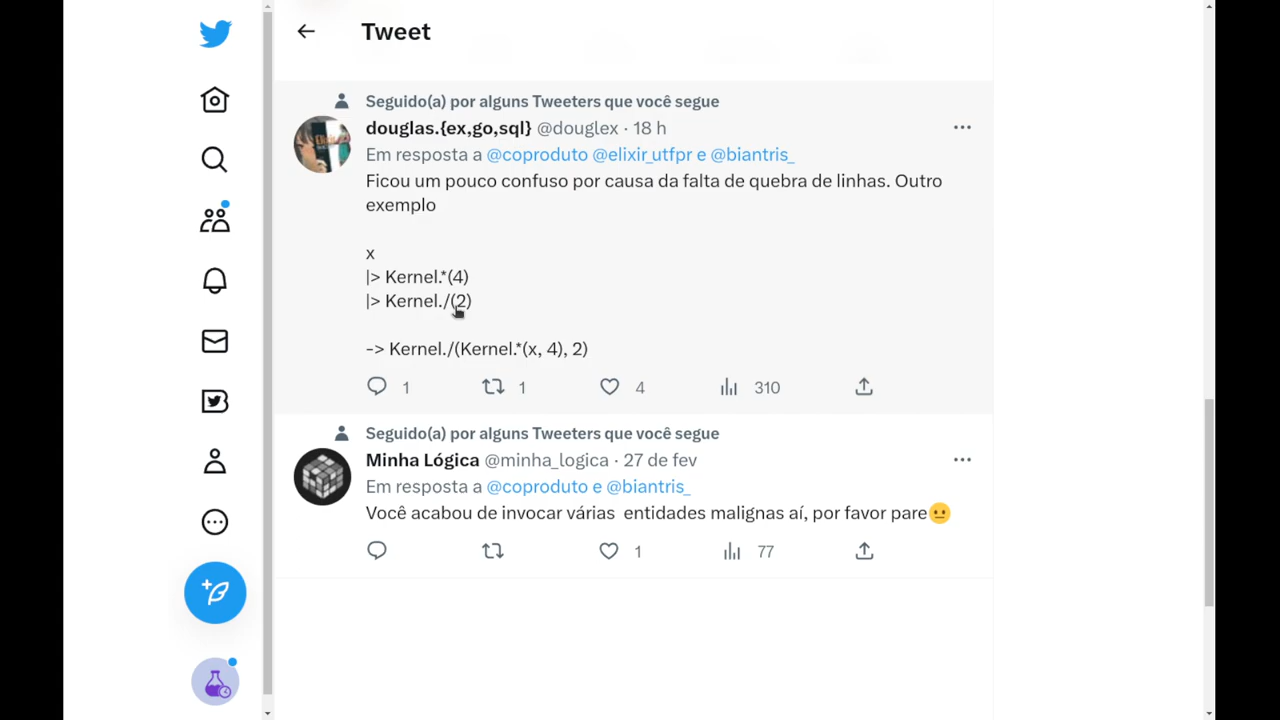 Tweet
Seguido(a) por alguns Tweeters que você segue
douglas.{ex,go,sql} @douglex · 18 h
Em resposta a @coproduto @elixir_utfpr e @biantris_
Ficou um pouco confuso por causa da falta de quebra de linhas. Outro
exemplo
x
|> Kernel.*(4)
|> Kernel./(2)
-> Kernel./(Kernel.*(x, 4), 2)
1 1 4 310
Seguido(a) por alguns Tweeters que você segue
Minha Lógica @minha_logica · 27 de fev
Em resposta a @coproduto e @biantris_
Você acabou de invocar várias  entidades malignas aí, por favor pare😐
1 77